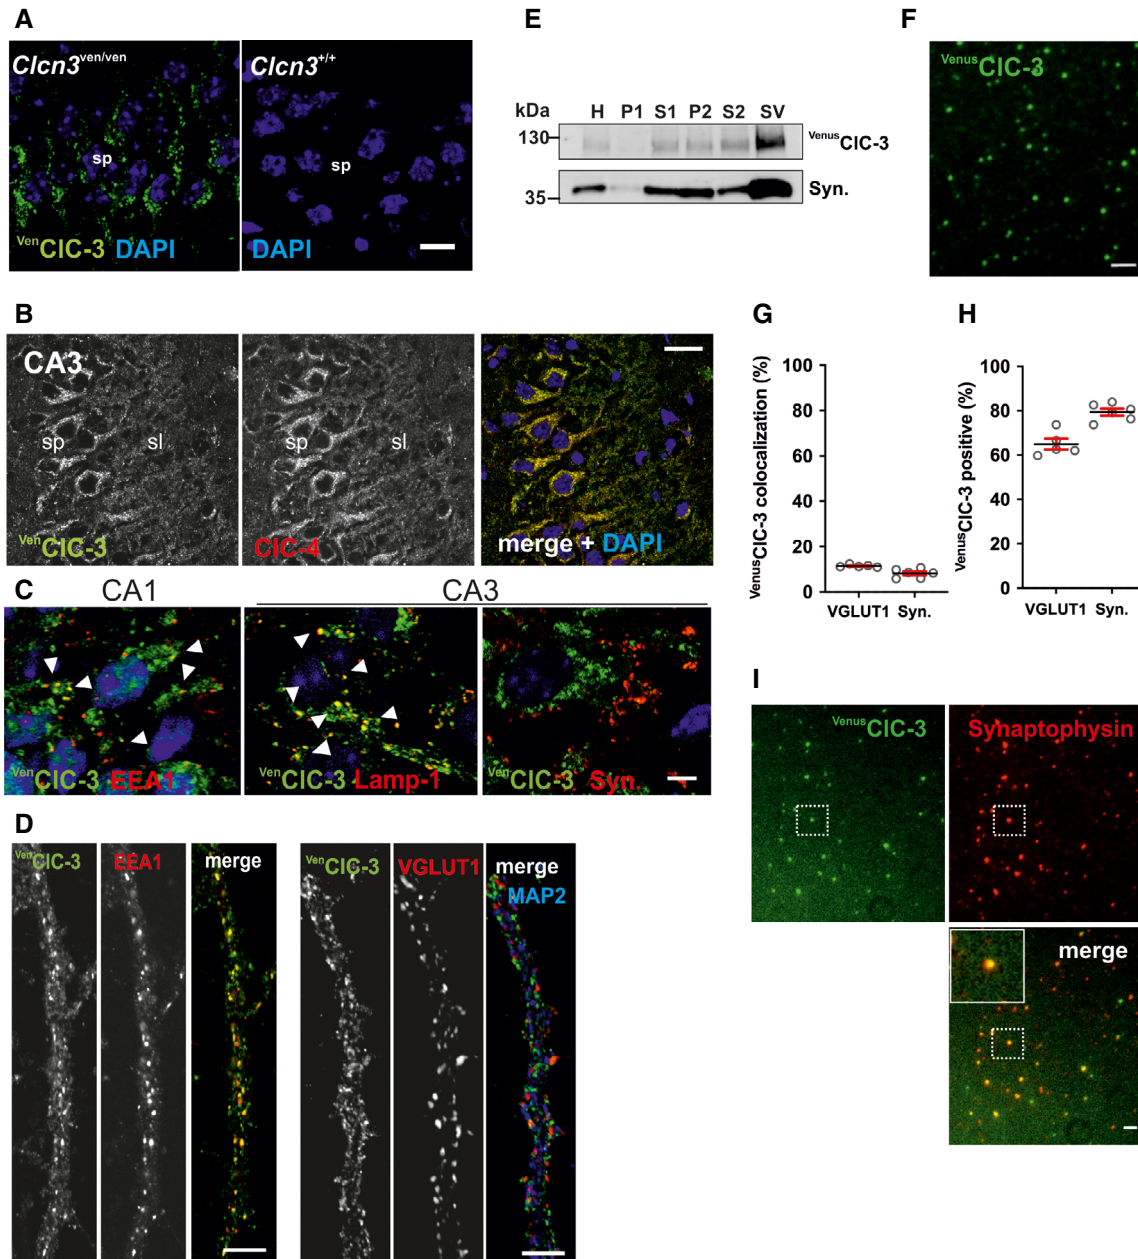 A
Clcn3ven/ven
sp
VenClC-3 DAPI
Clcn3+/+
sp
DAPI
B
CA3
sp
sl
VenClC-3
sp
sl
ClC-4
merge + DAPI
C
CA1
CA3
VenClC-3 EEA1
VenClC-3 Lamp-1
VenClC-3 Syn.
D
VenClC-3
EEA1
merge
VenClC-3
VGLUT1
merge
MAP2
E
kDa H P1 S1 P2 S2 SV
130
VenusClC-3
35
Syn.
F
VenusClC-3
G
VenusClC-3 colocalization (%)
100
80
60
40
20
0
VGLUT1 Syn.
H
VenusClC-3 positive (%)
100
80
60
40
20
0
VGLUT1 Syn.
I
VenusClC-3
Synaptophysin
merge